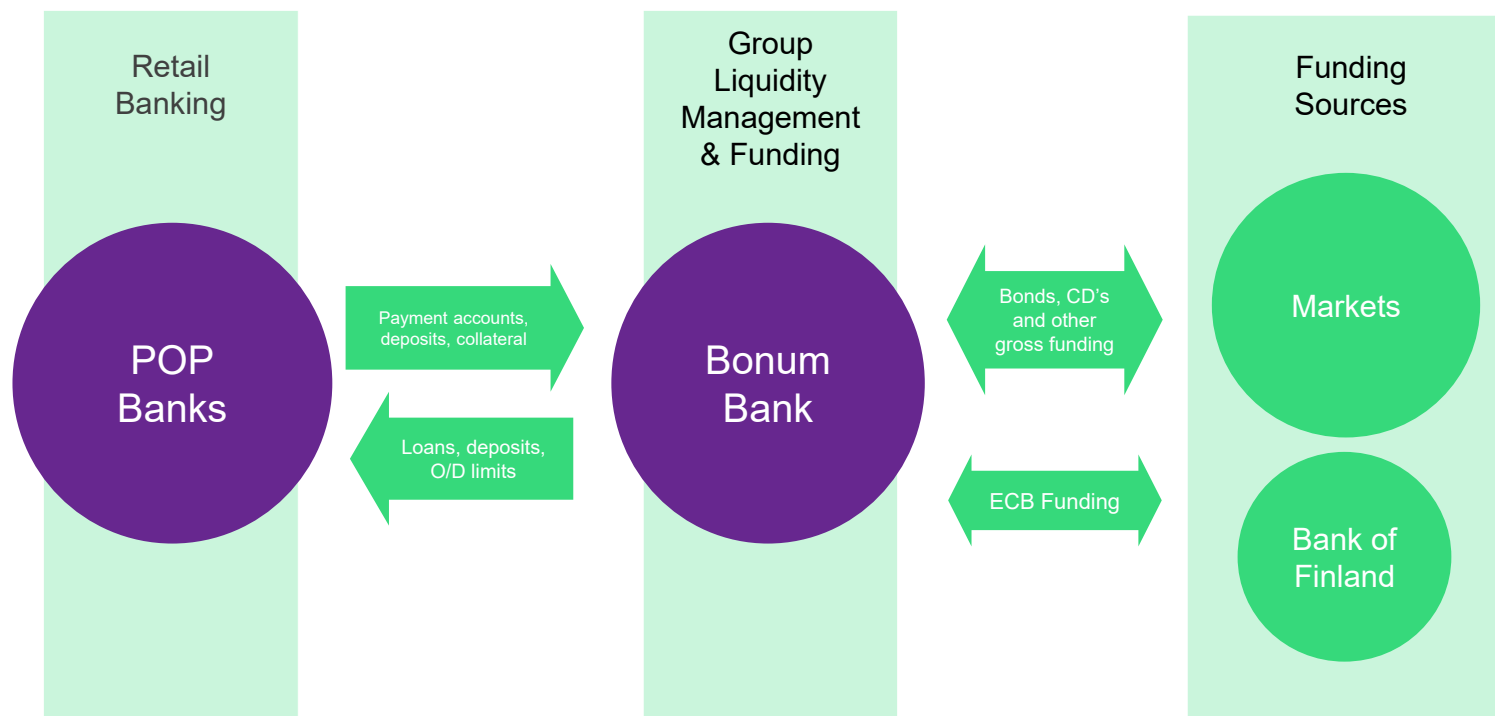 Retail
Banking
Group
Liquidity
Management
& Funding
Funding
Sources
POP
Banks
Payment accounts,
deposits, collateral
Loans, deposits,
O/D limits
Bonum
Bank
Bonds, CD’s
and other
gross funding
ECB Funding
Markets
Bank of
Finland